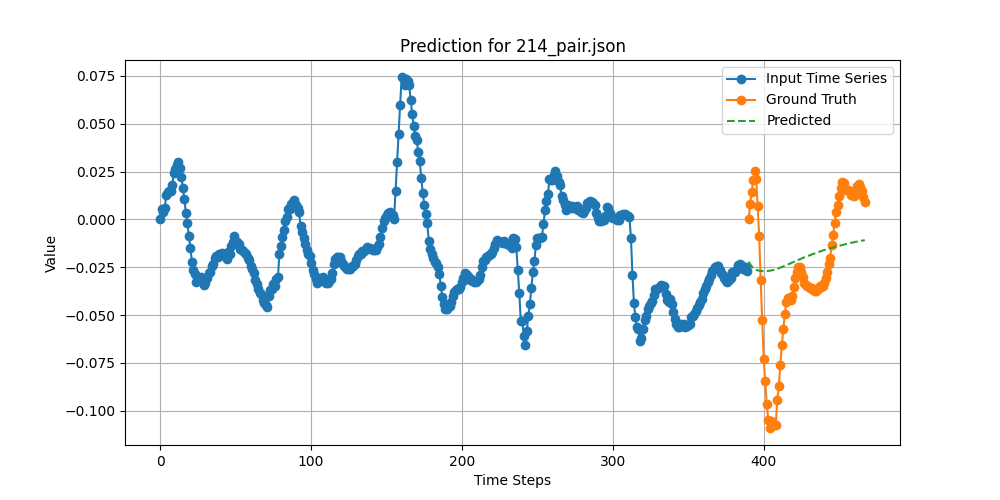 Prediction for 214_pair.json
0.075
0.050
0.025
0.000
−0.025
−0.050
−0.075
−0.100
Value
0
100
200
300
400
Time Steps
Input Time Series
Ground Truth
Predicted